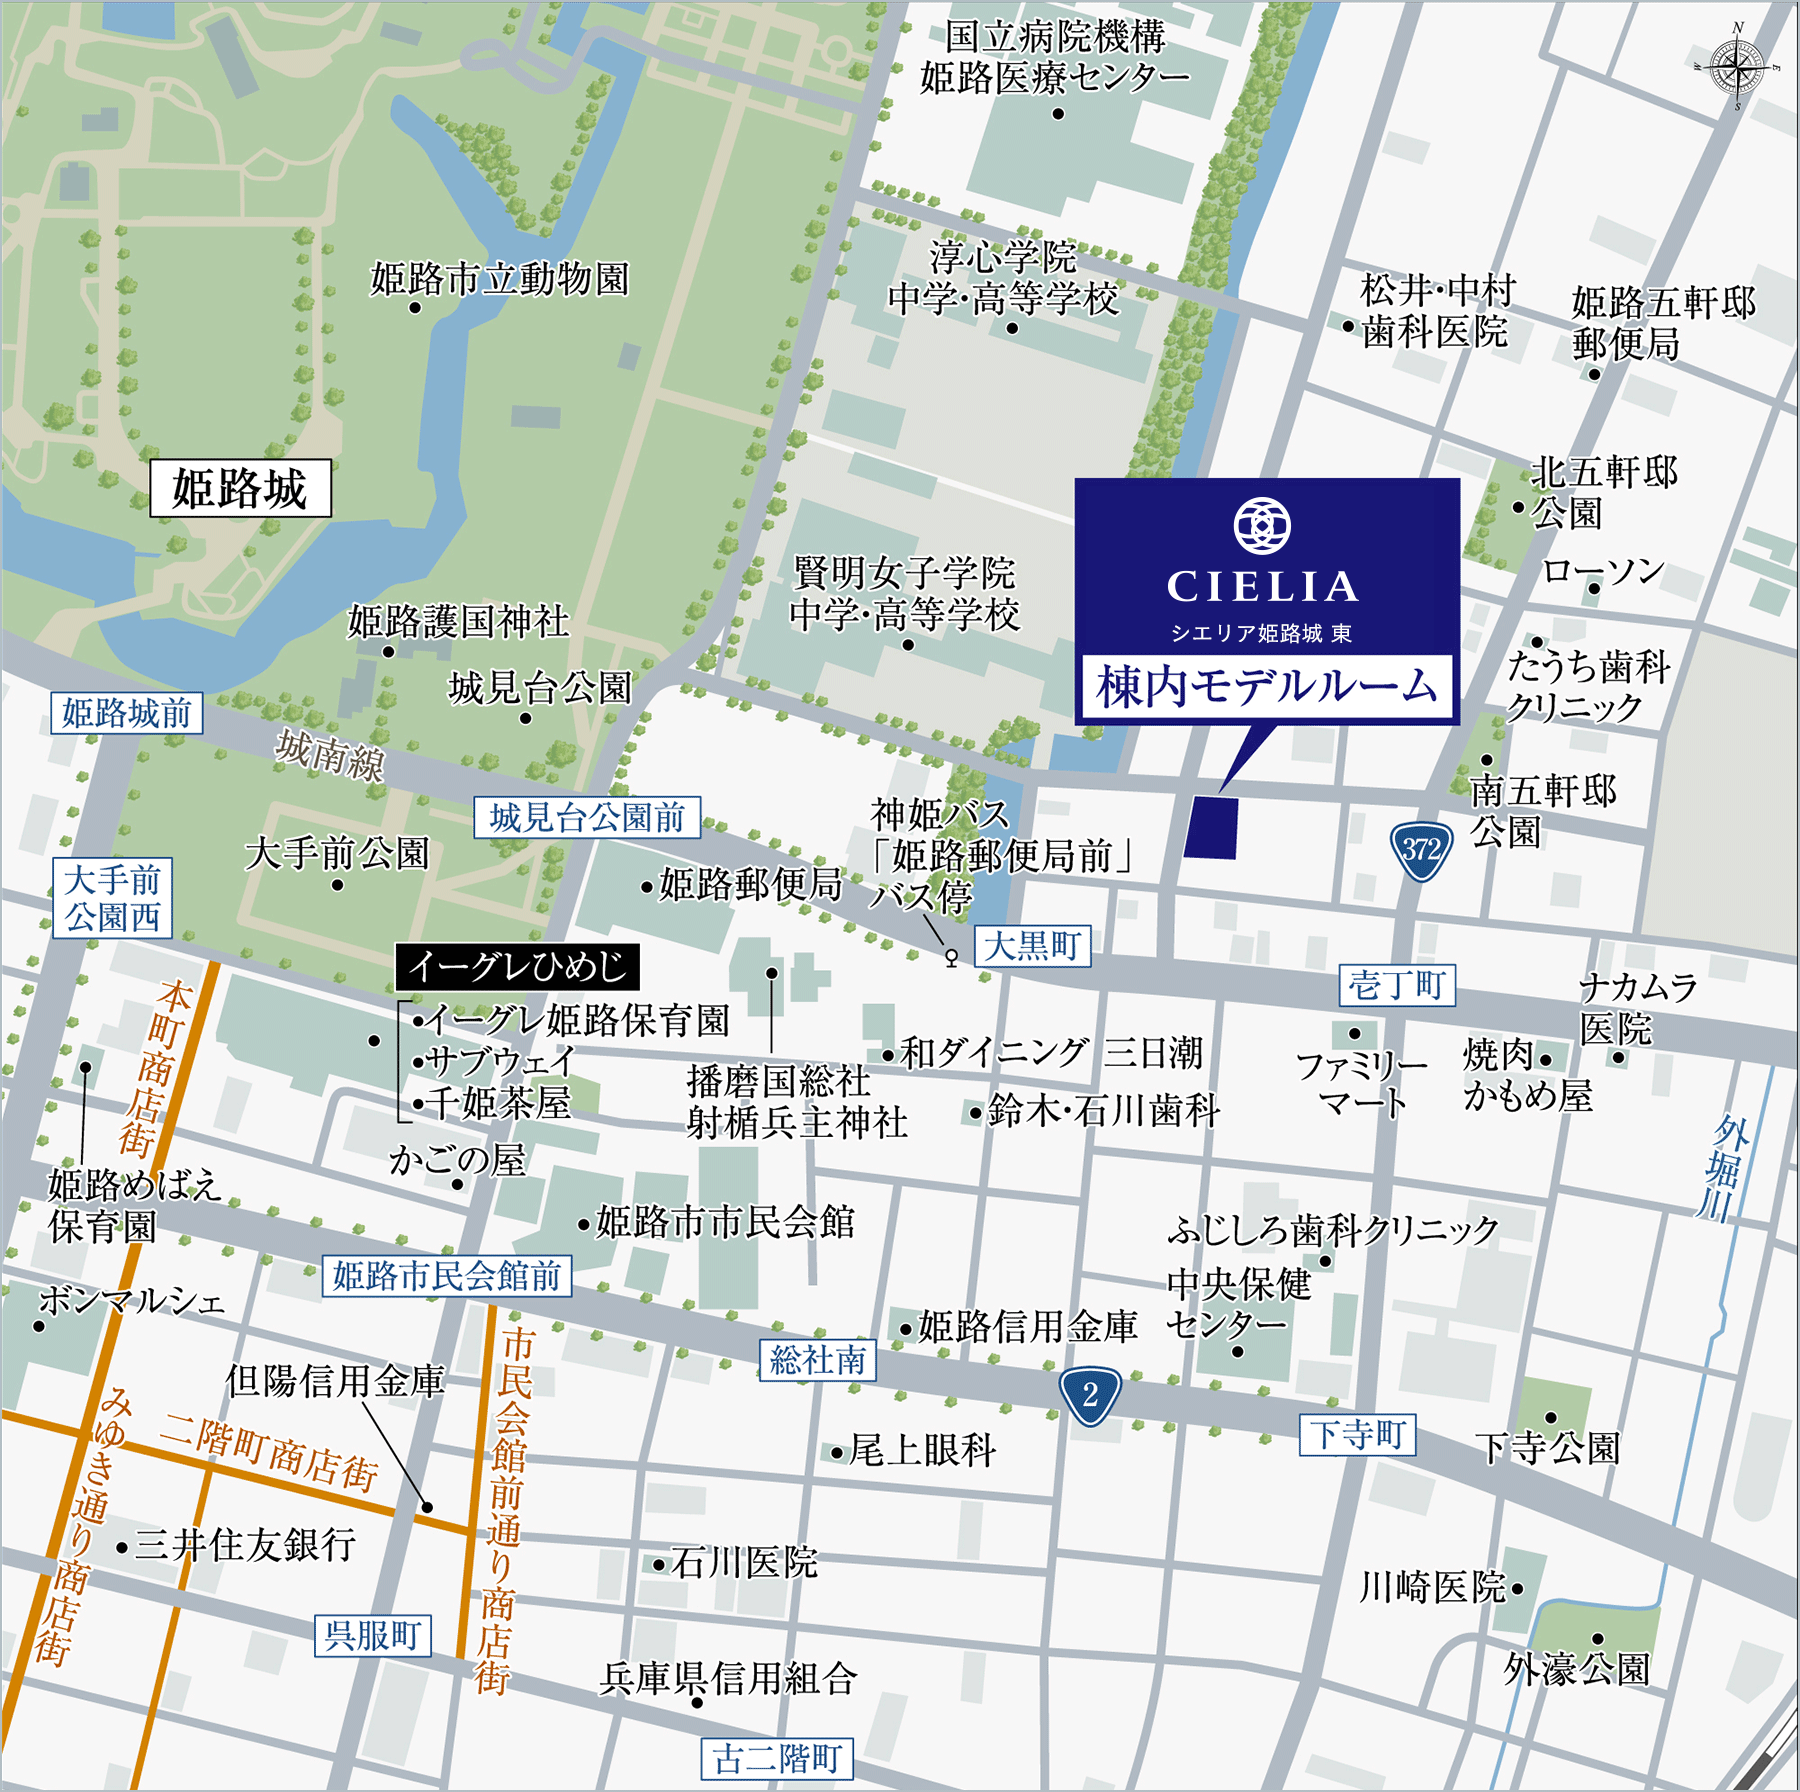 国立病院機構
姫路医療センター
N
W
E
S
姫路市立動物園
淳心学院
中学・高等学校
松井・中村
歯科医院
姫路五軒邸
郵便局
姫路城
北五軒邸
公園
CIELIA
シエリア姫路城 東
棟内モデルルーム
ローソン
賢明女子学院
中学・高等学校
姫路護国神社
城見台公園
たうち歯科
クリニック
姫路城前
城南線
城見台公園前
南五軒邸
公園
372
神姫バス
「姫路郵便局前」
バス停
大手前公園
姫路郵便局
大手前
公園西
大黒町
壱丁町
イーグレひめじ
•イーグレ姫路保育園
•サブウェイ
•千姫茶屋
本町商店街
ナカムラ
医院
ファミリー
マート
焼肉
かもめ屋
和ダイニング 三日潮
播磨国総社
射楯兵主神社
鈴木・石川歯科
かごの屋
外堀川
姫路めばえ
保育園
姫路市市民会館
姫路市民会館前
ふじしろ歯科クリニック
中央保健
センター
ボンマルシェ
姫路信用金庫
総社南
2
市民会館前通り商店街
但陽信用金庫
みゆき通り商店街
二階町商店街
下寺町
下寺公園
尾上眼科
三井住友銀行
石川医院
川崎医院
呉服町
兵庫県信用組合
外濠公園
古二階町